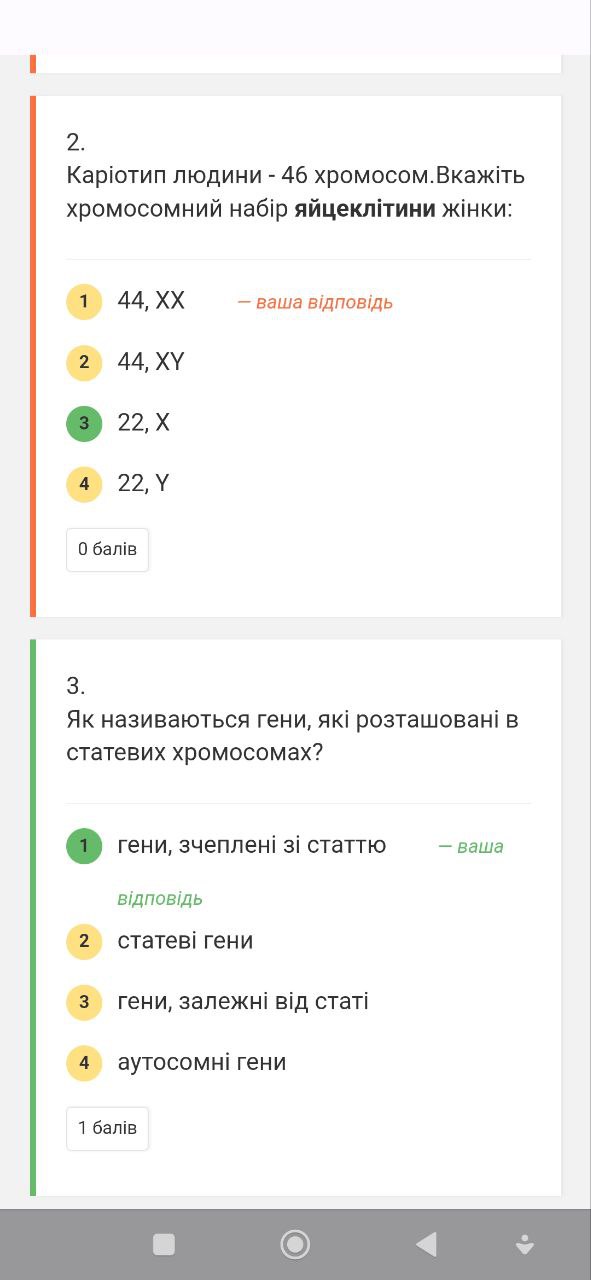 2.
Каріотип людини - 46 хромосом.Вкажіть
хромосомний набір яйцеклітини жінки:
1 44, XX — ваша відповідь
2 44, XY
3 22, X
4 22, Y
0 балів
3.
Як називаються гени, які розташовані в
статевих хромосомах?
1 гени, зчеплені зі статтю — ваша
відповідь
2 статеві гени
3 гени, залежні від статі
4 аутосомні гени
1 балів